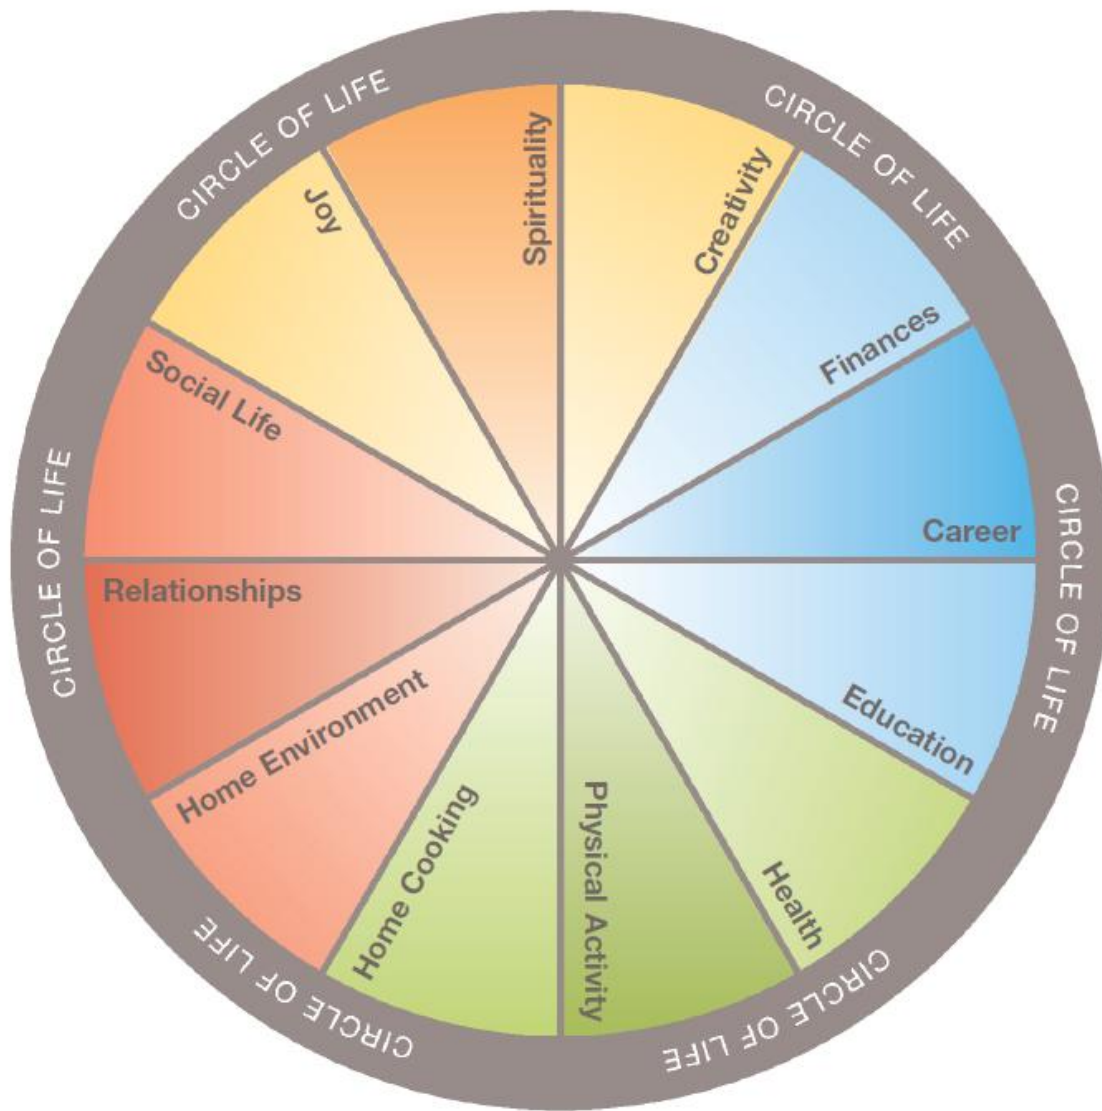 CIRCLE OF LIFE
CIRCLE OF LIFE
CIRCLE OF LIFE
CIRCLE OF LIFE
CIRCLE OF LIFE
CIRCLE OF LIFE
Spirituality
Creativity
Finances
Career
Education
Health
Physical Activity
Home Cooking
Home Environment
Relationships
Social Life
Joy